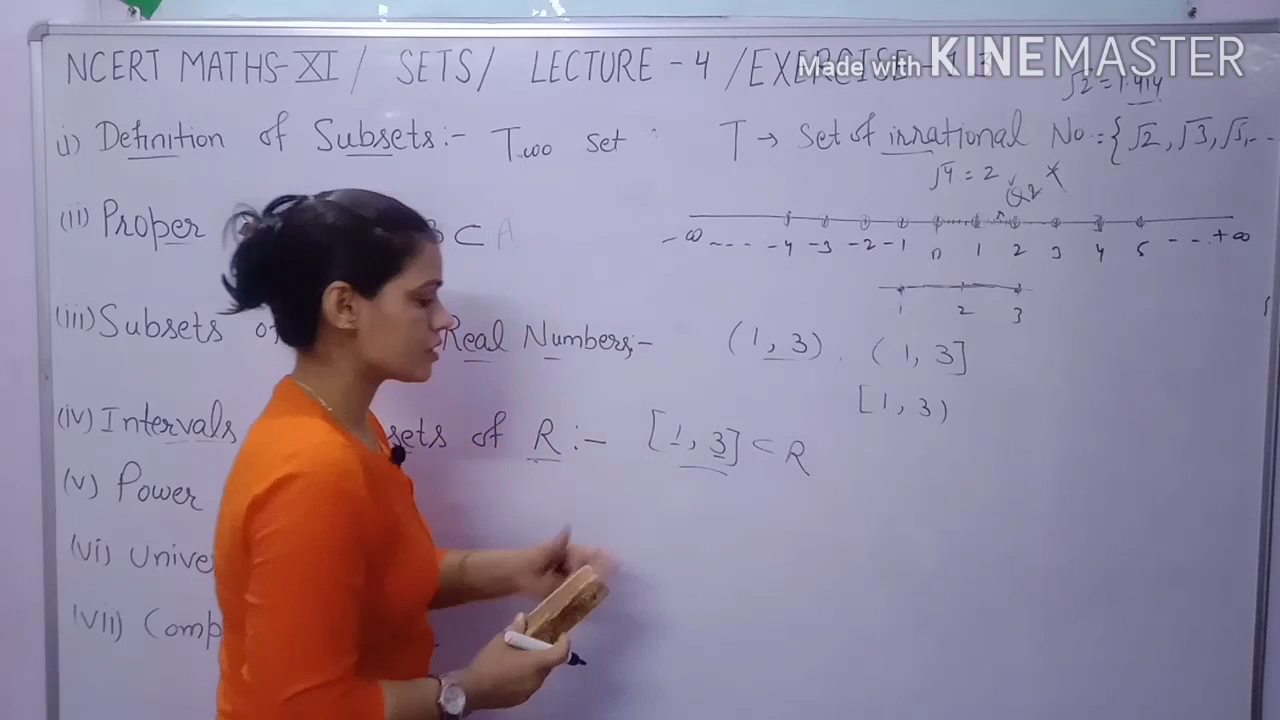 NCERT MATHS-XI / SETS / LECTURE - 4 / EXERCISE - 1.3
Made with KINEMASTER
√2 = 1.414
i) Definition of Subsets:- Two set
T → Set of irrational No. = { √2, √3, √5, --
√4 = 2
(ii) Proper ⊂ A
-∞ --- -4 -3 -2 -1 0 1 2 3 4 5 --- +∞
1 2 3
(iii) Subsets of Real Numbers:-
(1, 3), (1, 3]
[1, 3)
(iv) Intervals sets of R :- [1, 3] ⊂ R
(v) Power
(vi) Unive
(vii) Comp